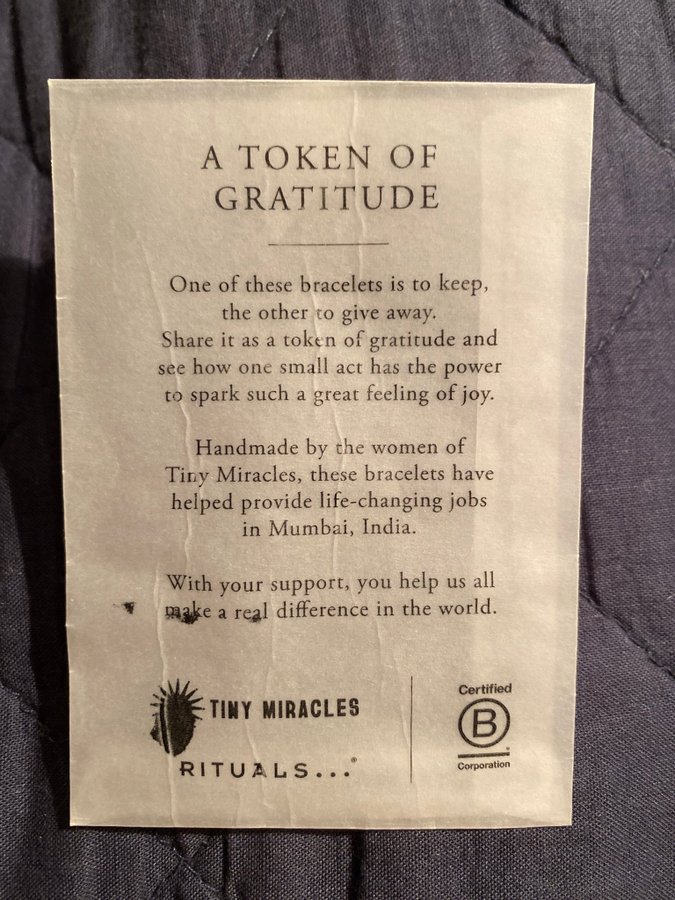 A TOKEN OF
GRATITUDE
One of these bracelets is to keep,
the other to give away.
Share it as a token of gratitude and
see how one small act has the power
to spark such a great feeling of joy.
Handmade by the women of
Tiny Miracles, these bracelets have
helped provide life-changing jobs
in Mumbai, India.
With your support, you help us all
make a real difference in the world.
TINY MIRACLES
RITUALS...®
Certified
B
Corporation